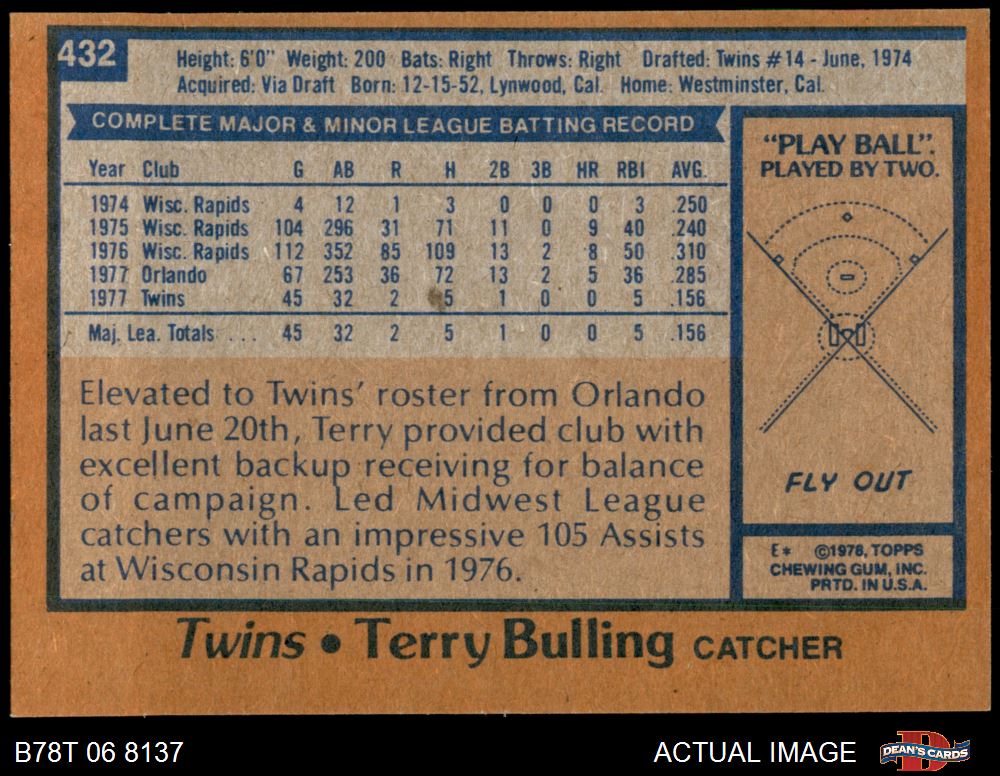 432
Height: 6'0" Weight: 200 Bats: Right Throws: Right Drafted: Twins #14 - June, 1974
Acquired: Via Draft Born: 12-15-52, Lynwood, Cal. Home: Westminster, Cal.
COMPLETE MAJOR & MINOR LEAGUE BATTING RECORD
Year Club G AB R H 2B 3B HR RBI AVG.
1974 Wisc. Rapids 4 12 1 3 0 0 0 3 .250
1975 Wisc. Rapids 104 296 31 71 11 0 9 40 .240
1976 Wisc. Rapids 112 352 85 109 13 2 8 50 .310
1977 Orlando 67 253 36 72 13 2 5 36 .285
1977 Twins 45 32 2 5 1 0 0 5 .156
Maj. Lea. Totals . . . 45 32 2 5 1 0 0 5 .156
Elevated to Twins' roster from Orlando
last June 20th, Terry provided club with
excellent backup receiving for balance
of campaign. Led Midwest League
catchers with an impressive 105 Assists
at Wisconsin Rapids in 1976.
"PLAY BALL".
PLAYED BY TWO.
FLY OUT
E* ©1978, TOPPS
CHEWING GUM, INC.
PRTD. IN U.S.A.
Twins • Terry Bulling CATCHER
B78T 06 8137
ACTUAL IMAGE
D
DEAN'S CARDS